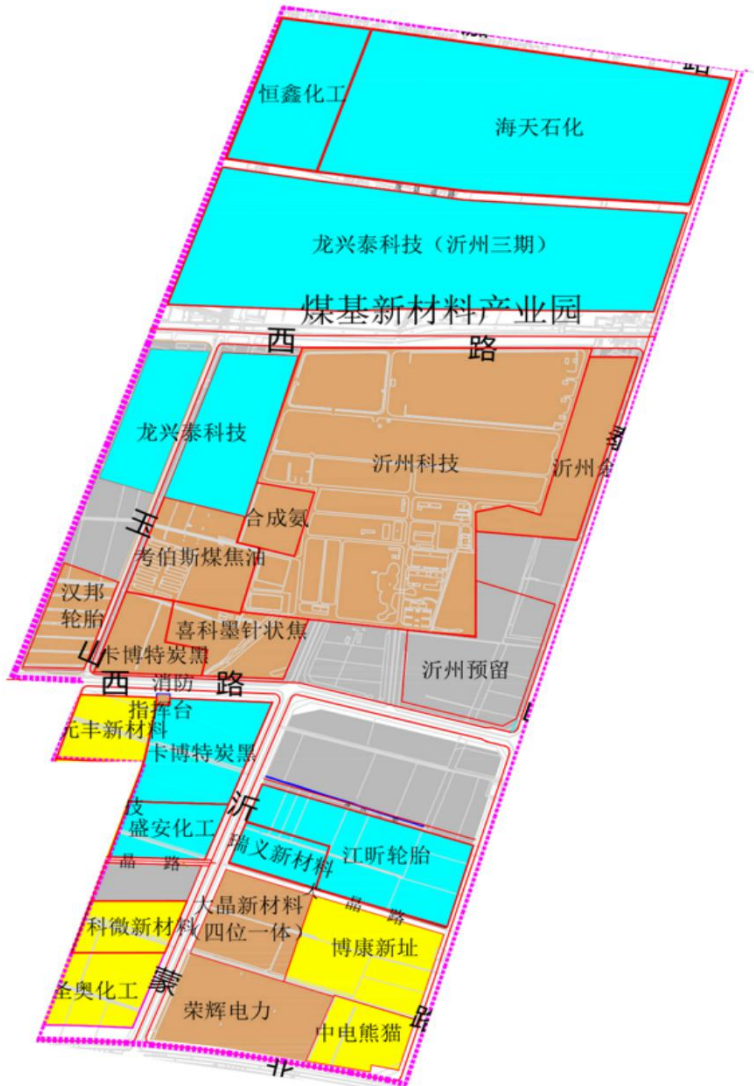 路
恒鑫化工
海天石化
龙兴泰科技（沂州三期）
煤基新材料产业园
西
路
龙兴泰科技
沂州科技
沂州
合成氨
玉
考伯斯煤焦油
汉邦
轮胎
喜科墨针状焦
山
卡博特炭黑
沂州预留
西
消防
路
指挥台
元丰新材料
卡博特炭黑
沂
技
盛安化工
瑞义新材料
江昕轮胎
晶
路
大晶新材料
（四位一体）
大
晶
路
科微新材料
博康新址
圣奥化工
蒙
荣辉电力
中电熊猫
路
北